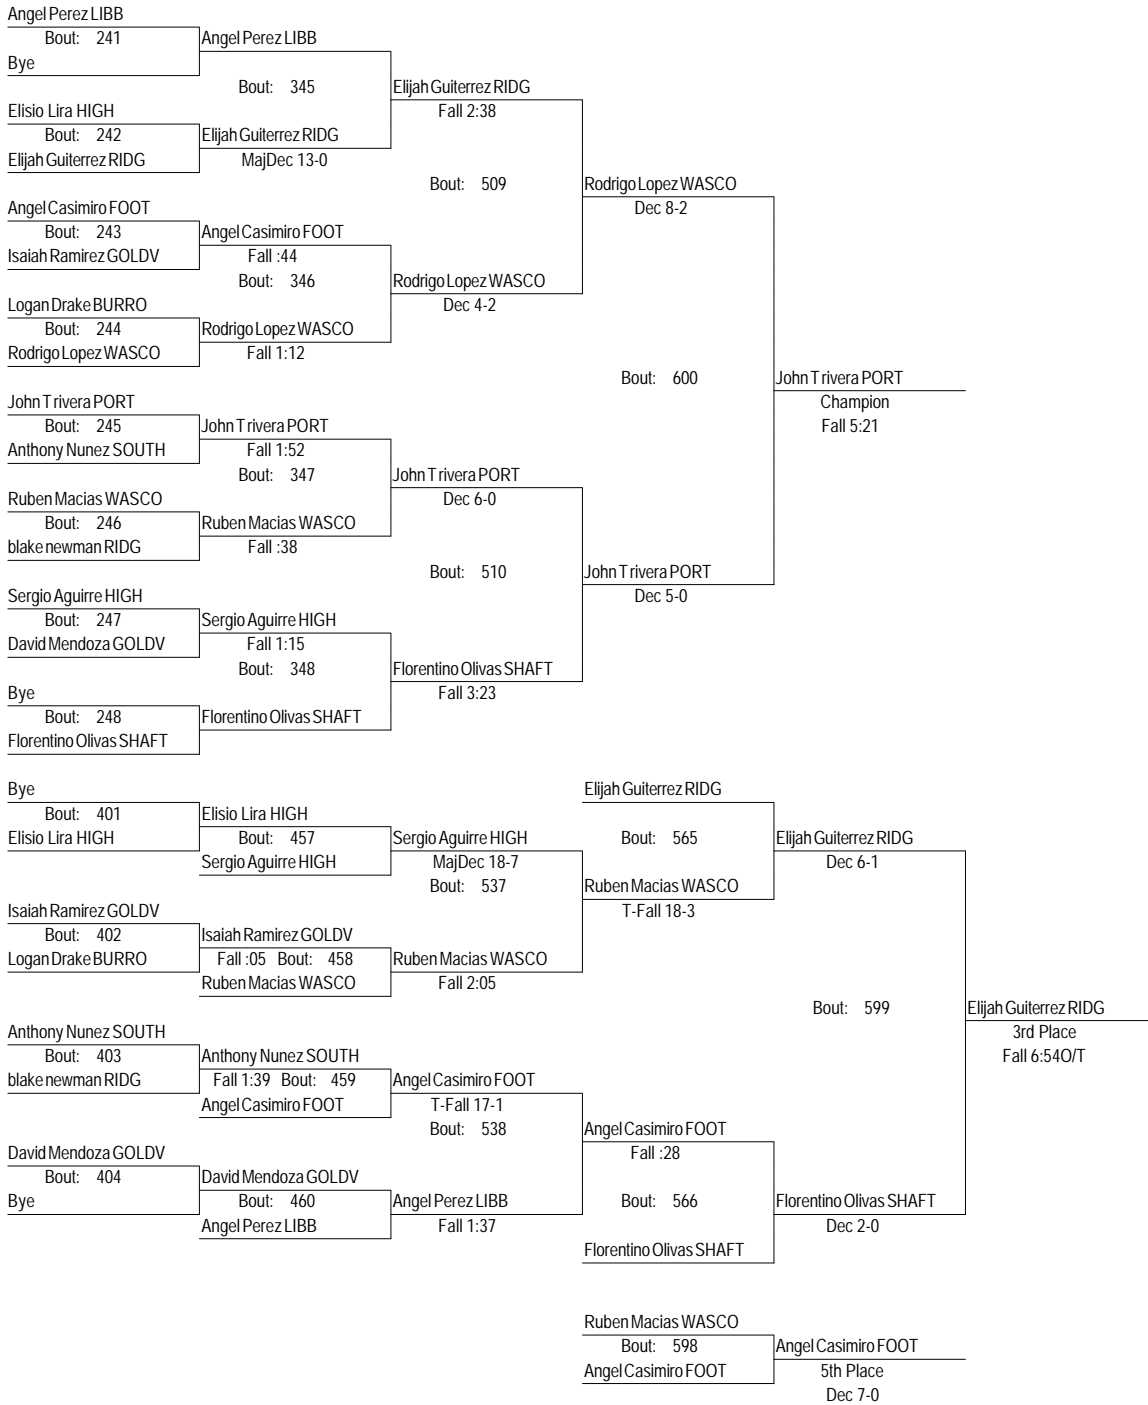 Angel Perez LIBB
Bout: 241 Angel Perez LIBB
Bye
Bout: 345 Elijah Guiterrez RIDG
Elisio Lira HIGH Fall 2:38
Bout: 242 Elijah Guiterrez RIDG
Elijah Guiterrez RIDG MajDec 13-0
Bout: 509 Rodrigo Lopez WASCO
Angel Casimiro FOOT Dec 8-2
Bout: 243 Angel Casimiro FOOT
Isaiah Ramirez GOLDV Fall :44
Bout: 346 Rodrigo Lopez WASCO
Logan Drake BURRO Dec 4-2
Bout: 244 Rodrigo Lopez WASCO
Rodrigo Lopez WASCO Fall 1:12
Bout: 600 John Trivera PORT
John Trivera PORT Champion
Bout: 245 John Trivera PORT Fall 5:21
Anthony Nunez SOUTH Fall 1:52
Bout: 347 John Trivera PORT
Ruben Macias WASCO Dec 6-0
Bout: 246 Ruben Macias WASCO
blake newman RIDG Fall :38
Bout: 510 John Trivera PORT
Sergio Aguirre HIGH Dec 5-0
Bout: 247 Sergio Aguirre HIGH
David Mendoza GOLDV Fall 1:15
Bout: 348 Florentino Olivas SHAFT
Bye Fall 3:23
Bout: 248 Florentino Olivas SHAFT
Florentino Olivas SHAFT
Bye Elijah Guiterrez RIDG
Bout: 401 Elisio Lira HIGH
Elisio Lira HIGH Bout: 457 Sergio Aguirre HIGH Bout: 565 Elijah Guiterrez RIDG
Sergio Aguirre HIGH MajDec 18-7 Dec 6-1
Bout: 537 Ruben Macias WASCO
Isaiah Ramirez GOLDV T-Fall 18-3
Bout: 402 Isaiah Ramirez GOLDV
Logan Drake BURRO Fall :05 Bout: 458 Ruben Macias WASCO
Ruben Macias WASCO Fall 2:05
Bout: 599 Elijah Guiterrez RIDG
Anthony Nunez SOUTH 3rd Place
Bout: 403 Anthony Nunez SOUTH Fall 6:54O/T
blake newman RIDG Fall 1:39 Bout: 459 Angel Casimiro FOOT
Angel Casimiro FOOT T-Fall 17-1
Bout: 538 Angel Casimiro FOOT
David Mendoza GOLDV Fall :28
Bout: 404 David Mendoza GOLDV
Bye Bout: 460 Angel Perez LIBB Bout: 566 Florentino Olivas SHAFT
Angel Perez LIBB Fall 1:37 Dec 2-0
Florentino Olivas SHAFT
Ruben Macias WASCO
Bout: 598 Angel Casimiro FOOT
Angel Casimiro FOOT 5th Place
Dec 7-0